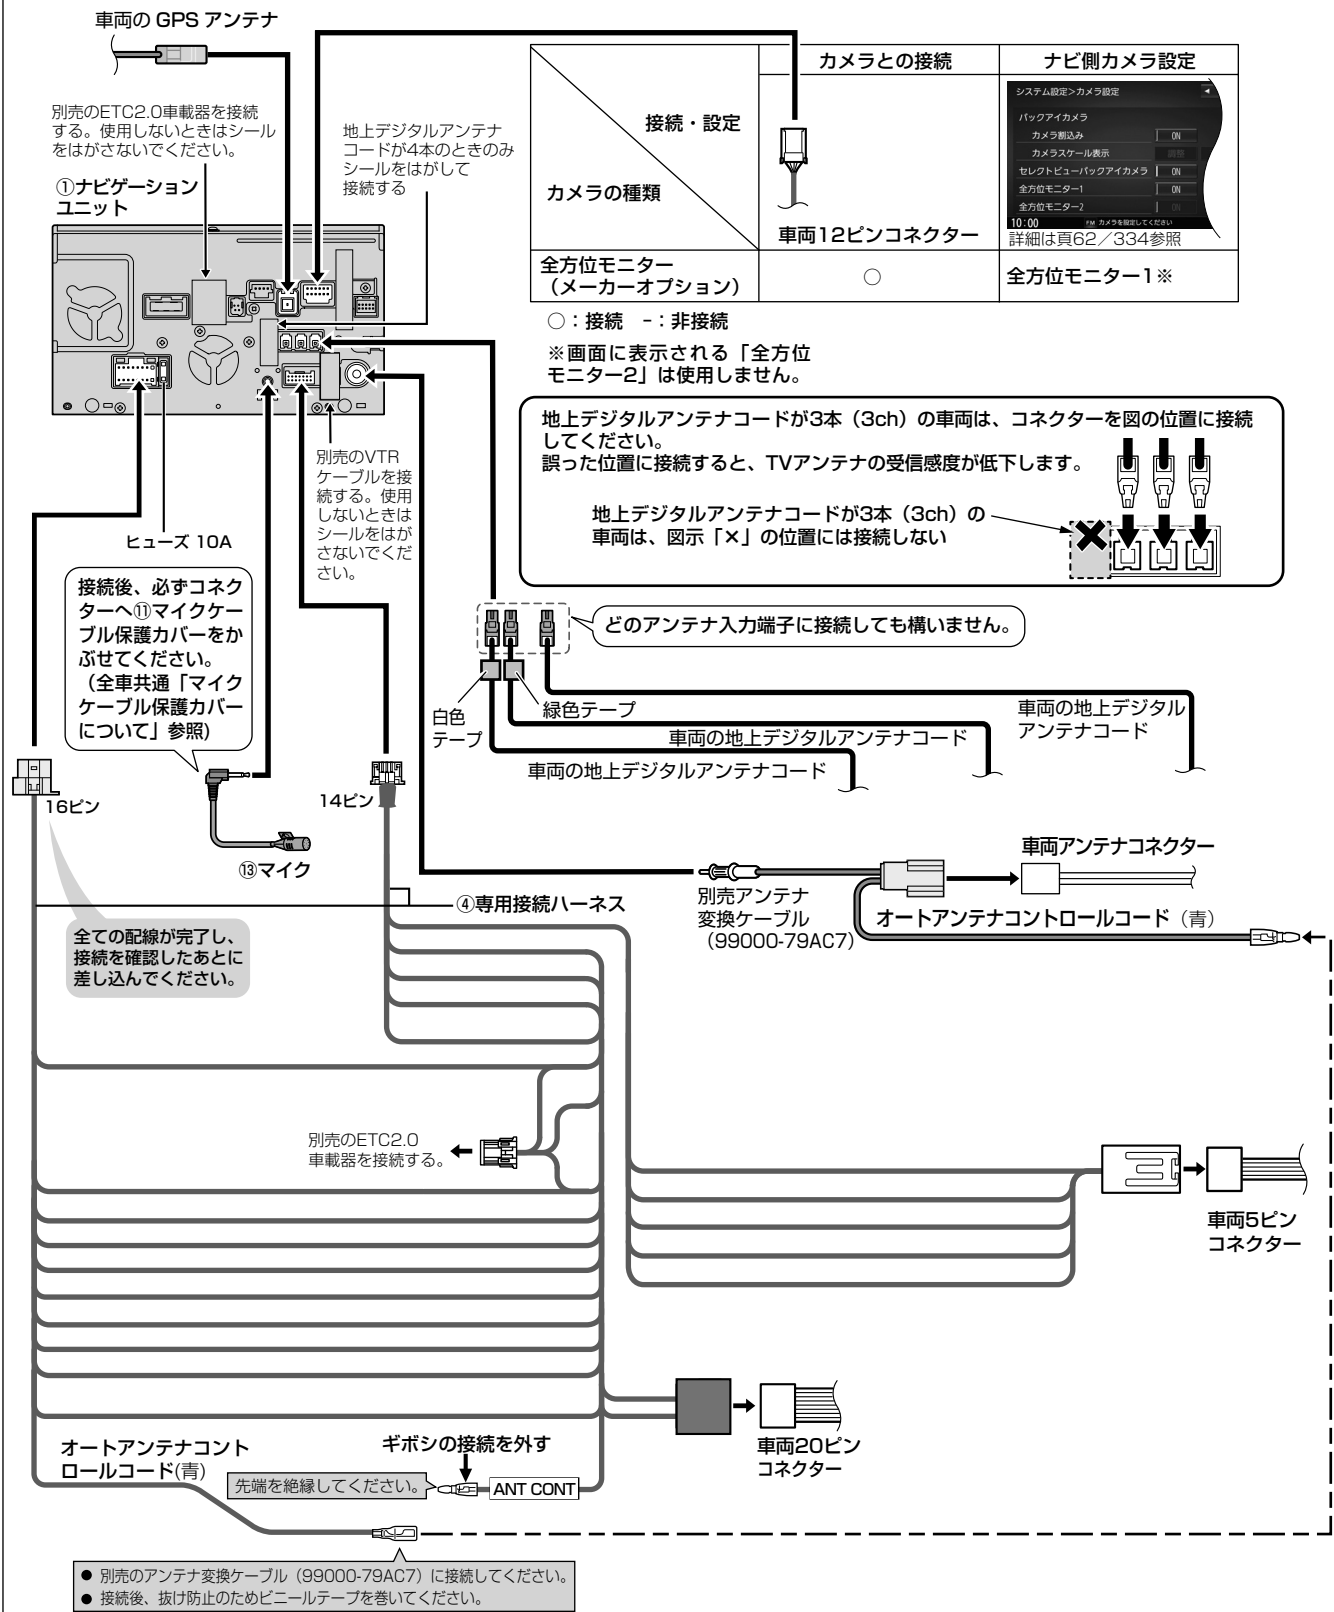 車両の GPS アンテナ
別売のETC2.0車載器を接続
する。使用しないときはシール
をはがさないでください。
地上デジタルアンテナ
コードが4本のときのみ
シールをはがして
接続する
①ナビゲーション
ユニット
カメラとの接続
ナビ側カメラ設定
接続・設定
カメラの種類
車両12ピンコネクター
システム設定>カメラ設定
バックアイカメラ
カメラ割込み
ON
カメラスケール表示
調整
セレクトビューバックアイカメラ
ON
全方位モニター1
ON
全方位モニター2
ON
10:00
FM カメラを設定してください
詳細は頁62／334参照
全方位モニター
（メーカーオプション）
○
全方位モニター1※
○：接続　-：非接続
※画面に表示される「全方位
モニター2」は使用しません。
地上デジタルアンテナコードが3本（3ch）の車両は、コネクターを図の位置に接続
してください。
誤った位置に接続すると、TVアンテナの受信感度が低下します。
地上デジタルアンテナコードが3本（3ch）の
車両は、図示「×」の位置には接続しない
別売のVTR
ケーブルを接
続する。使用
しないときは
シールをはが
さないでくだ
さい。
ヒューズ 10A
接続後、必ずコネク
ターへ⑪マイクケー
ブル保護カバーをか
ぶせてください。
（全車共通「マイク
ケーブル保護カバー
について」参照)
どのアンテナ入力端子に接続しても構いません。
白色
テープ
緑色テープ
車両の地上デジタル
アンテナコード
車両の地上デジタルアンテナコード
車両の地上デジタルアンテナコード
16ピン
14ピン
⑬マイク
④専用接続ハーネス
車両アンテナコネクター
別売アンテナ
変換ケーブル
（99000-79AC7）
オートアンテナコントロールコード（青）
全ての配線が完了し、
接続を確認したあとに
差し込んでください。
別売のETC2.0
車載器を接続する。
車両5ピン
コネクター
車両20ピン
コネクター
オートアンテナコント
ロールコード(青)
ギボシの接続を外す
先端を絶縁してください。
ANT CONT
● 別売のアンテナ変換ケーブル（99000-79AC7）に接続してください。
● 接続後、抜け防止のためビニールテープを巻いてください。